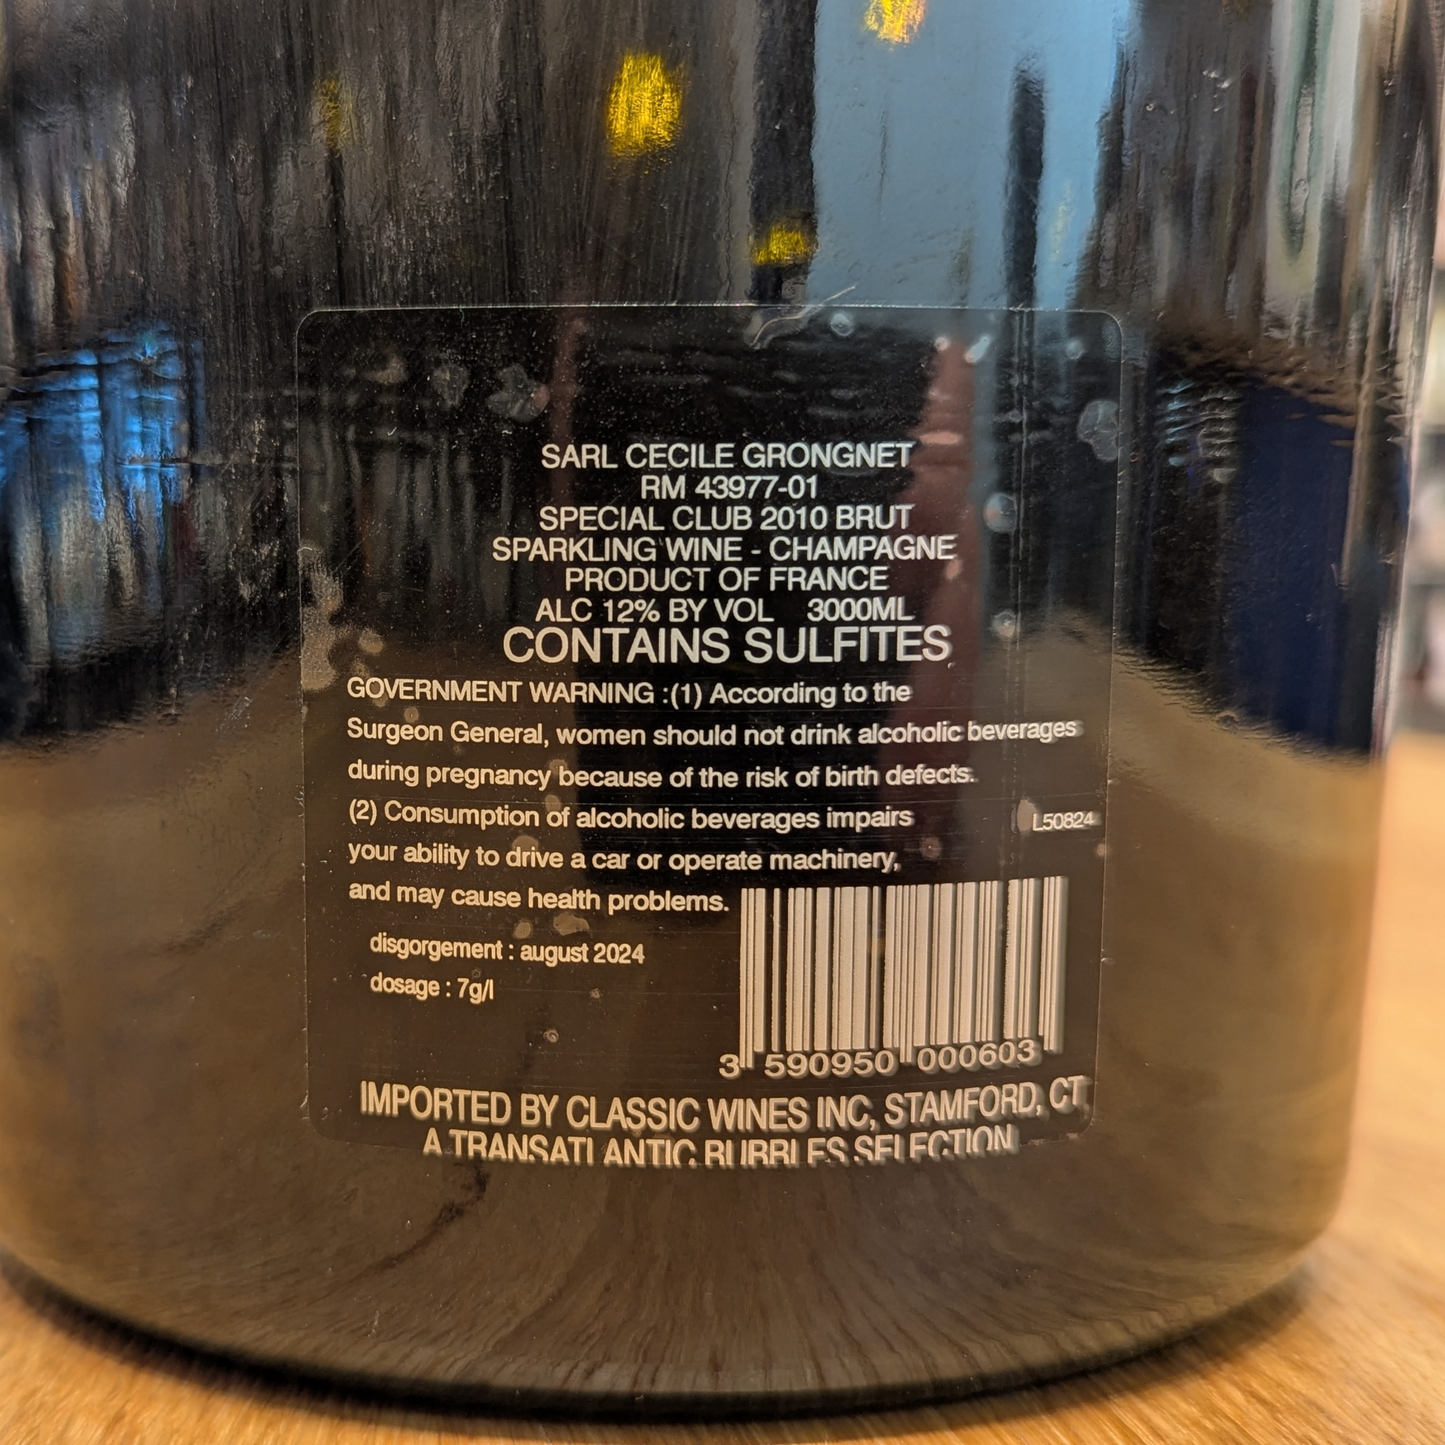 SARL CECILE GRONGNET
RM 43977-01
SPECIAL CLUB 2010 BRUT
SPARKLING WINE - CHAMPAGNE
PRODUCT OF FRANCE
ALC 12% BY VOL 3000ML
CONTAINS SULFITES
GOVERNMENT WARNING :(1) According to the
Surgeon General, women should not drink alcoholic beverages
during pregnancy because of the risk of birth defects.
(2) Consumption of alcoholic beverages impairs
L50824
your ability to drive a car or operate machinery,
and may cause health problems.
disgorgement : august 2024
dosage : 7g/l
3 590950 000603
IMPORTED BY CLASSIC WINES INC, STAMFORD, CT
A TRANSATLANTIC BUBBLES SELECTION